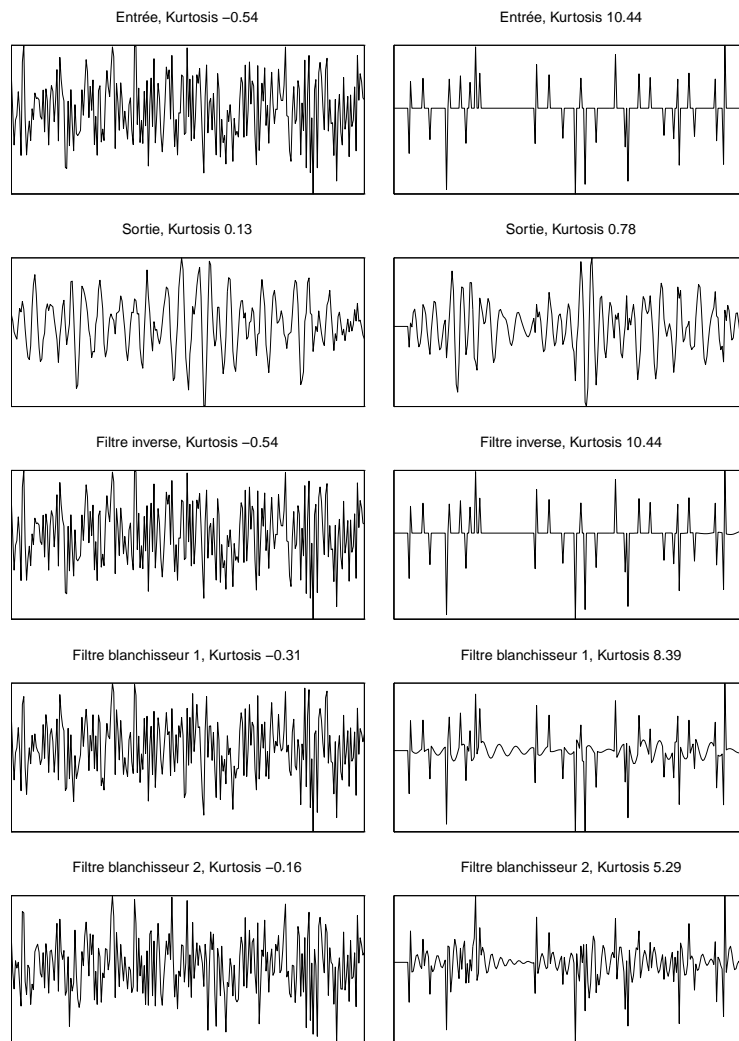 Entrée, Kurtosis −0.54
Entrée, Kurtosis 10.44
Sortie, Kurtosis 0.13
Sortie, Kurtosis 0.78
Filtre inverse, Kurtosis −0.54
Filtre inverse, Kurtosis 10.44
Filtre blanchisseur 1, Kurtosis −0.31
Filtre blanchisseur 1, Kurtosis 8.39
Filtre blanchisseur 2, Kurtosis −0.16
Filtre blanchisseur 2, Kurtosis 5.29